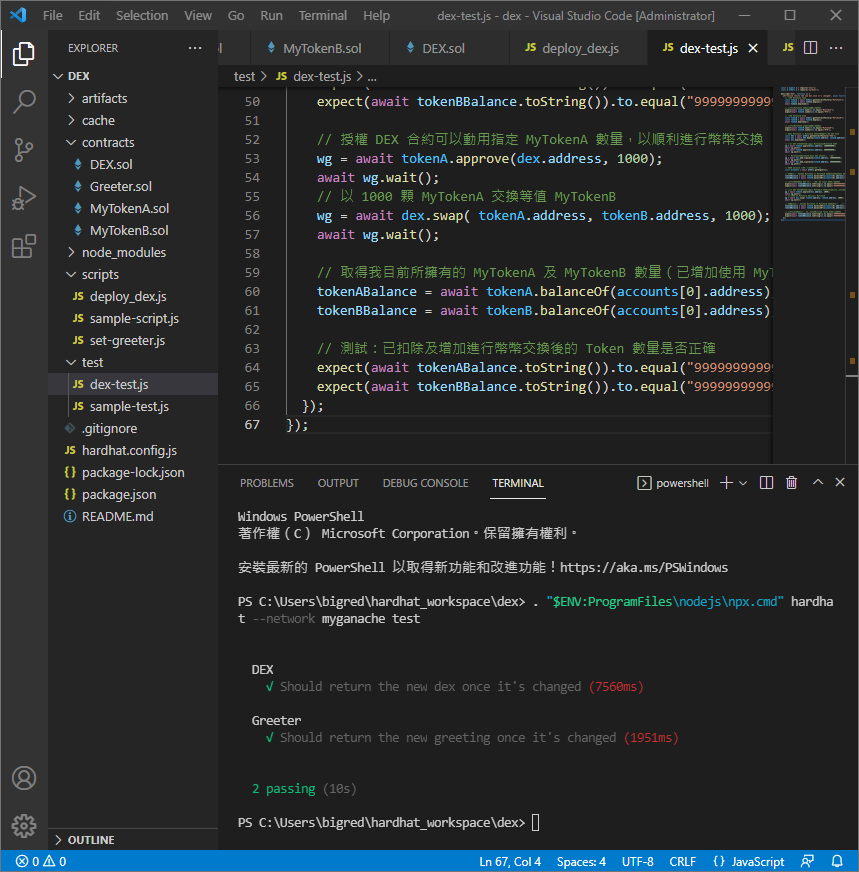 File Edit Selection View Go Run Terminal Help dex-test.js - dex - Visual Studio Code [Administrator]
EXPLORER
DEX
artifacts
cache
contracts
DEX.sol
Greeter.sol
MyTokenA.sol
MyTokenB.sol
node_modules
scripts
JS deploy_dex.js
JS sample-script.js
JS set-greeter.js
test
JS dex-test.js
JS sample-test.js
.gitignore
JS hardhat.config.js
{} package-lock.json
{} package.json
README.md
OUTLINE
MyTokenB.sol DEX.sol JS deploy_dex.js JS dex-test.js JS
test > JS dex-test.js > ...
50 expect(await tokenBBalance.toString()).to.equal("99999999999
51
52 // 授權 DEX 合約可以動用指定 MyTokenA 數量，以順利進行幣幣交換
53 wg = await tokenA.approve(dex.address, 1000);
54 await wg.wait();
55 // 以 1000 顆 MyTokenA 交換等值 MyTokenB
56 wg = await dex.swap( tokenA.address, tokenB.address, 1000);
57 await wg.wait();
58
59 // 取得我目前所擁有的 MyTokenA 及 MyTokenB 數量（已增加使用 MyT
60 tokenABalance = await tokenA.balanceOf(accounts[0].address)
61 tokenBBalance = await tokenB.balanceOf(accounts[0].address)
62
63 // 測試：已扣除及增加進行幣幣交換後的 Token 數量是否正確
64 expect(await tokenABalance.toString()).to.equal("99999999999
65 expect(await tokenBBalance.toString()).to.equal("99999999999
66 });
67 });
PROBLEMS OUTPUT DEBUG CONSOLE TERMINAL powershell
Windows PowerShell
著作權（C） Microsoft Corporation。保留擁有權利。
安裝最新的 PowerShell 以取得新功能和改進功能！https://aka.ms/PSWindows
PS C:\Users\bigred\hardhat_workspace\dex> . "$ENV:ProgramFiles\nodejs\npx.cmd" hardha
t --network myganache test
DEX
√ Should return the new dex once it's changed (7560ms)
Greeter
√ Should return the new greeting once it's changed (1951ms)
2 passing (10s)
PS C:\Users\bigred\hardhat_workspace\dex>
0 0 Ln 67, Col 4 Spaces: 4 UTF-8 CRLF {} JavaScript